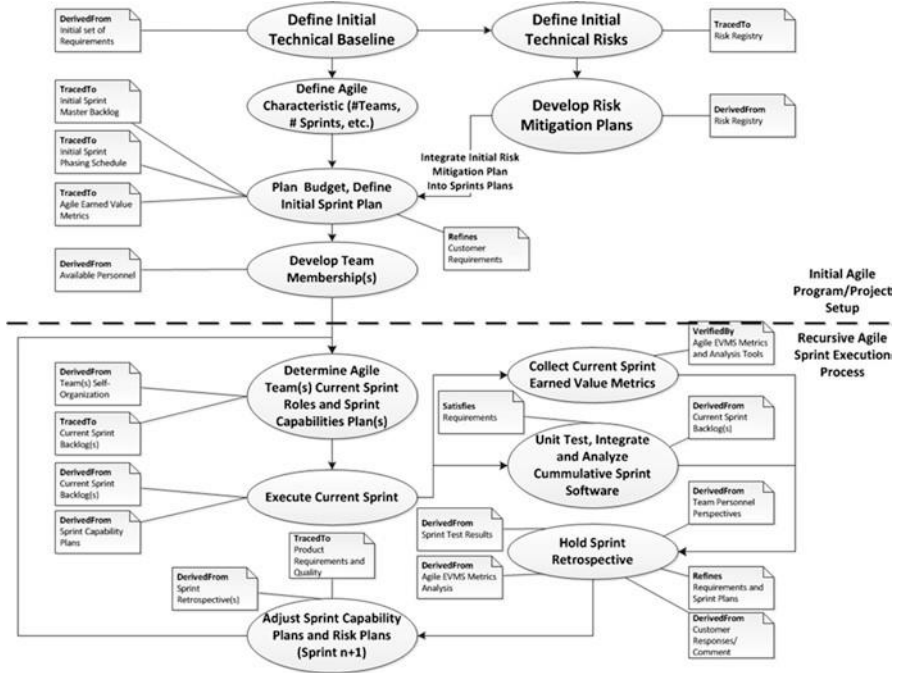 DerivedFrom
Initial set of
Requirements
Define Initial
Technical Baseline
Define Initial
Technical Risks
TracedTo
Risk Registry
TracedTo
Initial Sprint
Master Backlog
Define Agile
Characteristic (#Teams,
# Sprints, etc.)
Develop Risk
Mitigation Plans
DerivedFrom
Risk Registry
TracedTo
Initial Sprint
Phasing Schedule
Integrate Initial Risk
Mitigation Plan
Into Sprints Plans
TracedTo
Agile Earned Value
Metrics
Plan Budget, Define
Initial Sprint Plan
Refines
Customer
Requirements
DerivedFrom
Available Personnel
Develop Team
Membership(s)
Initial Agile
Program/Project
Setup
Recursive Agile
Sprint Execution
Process
VerifiedBy
Agile EVMS Metrics
and Analysis Tools
Collect Current Sprint
Earned Value Metrics
DerivedFrom
Team(s) Self-
Organization
Determine Agile
Team(s) Current Sprint
Roles and Sprint
Capabilities Plan(s)
TracedTo
Current Sprint
Backlog(s)
Satisfies
Requirements
DerivedFrom
Current Sprint
Backlog(s)
Unit Test, Integrate
and Analyze
Cummulative Sprint
Software
DerivedFrom
Current Sprint
Backlog(s)
Execute Current Sprint
DerivedFrom
Sprint Capability
Plans
DerivedFrom
Team Personnel
Perspectives
DerivedFrom
Sprint Test Results
Hold Sprint
Retrospective
TracedTo
Product
Requirements and
Quality
DerivedFrom
Agile EVMS Metrics
Analysis
DerivedFrom
Sprint
Retrospective(s)
Refines
Requirements and
Sprint Plans
Adjust Sprint Capability
Plans and Risk Plans
(Sprint n+1)
DerivedFrom
Customer
Responses/
Comment